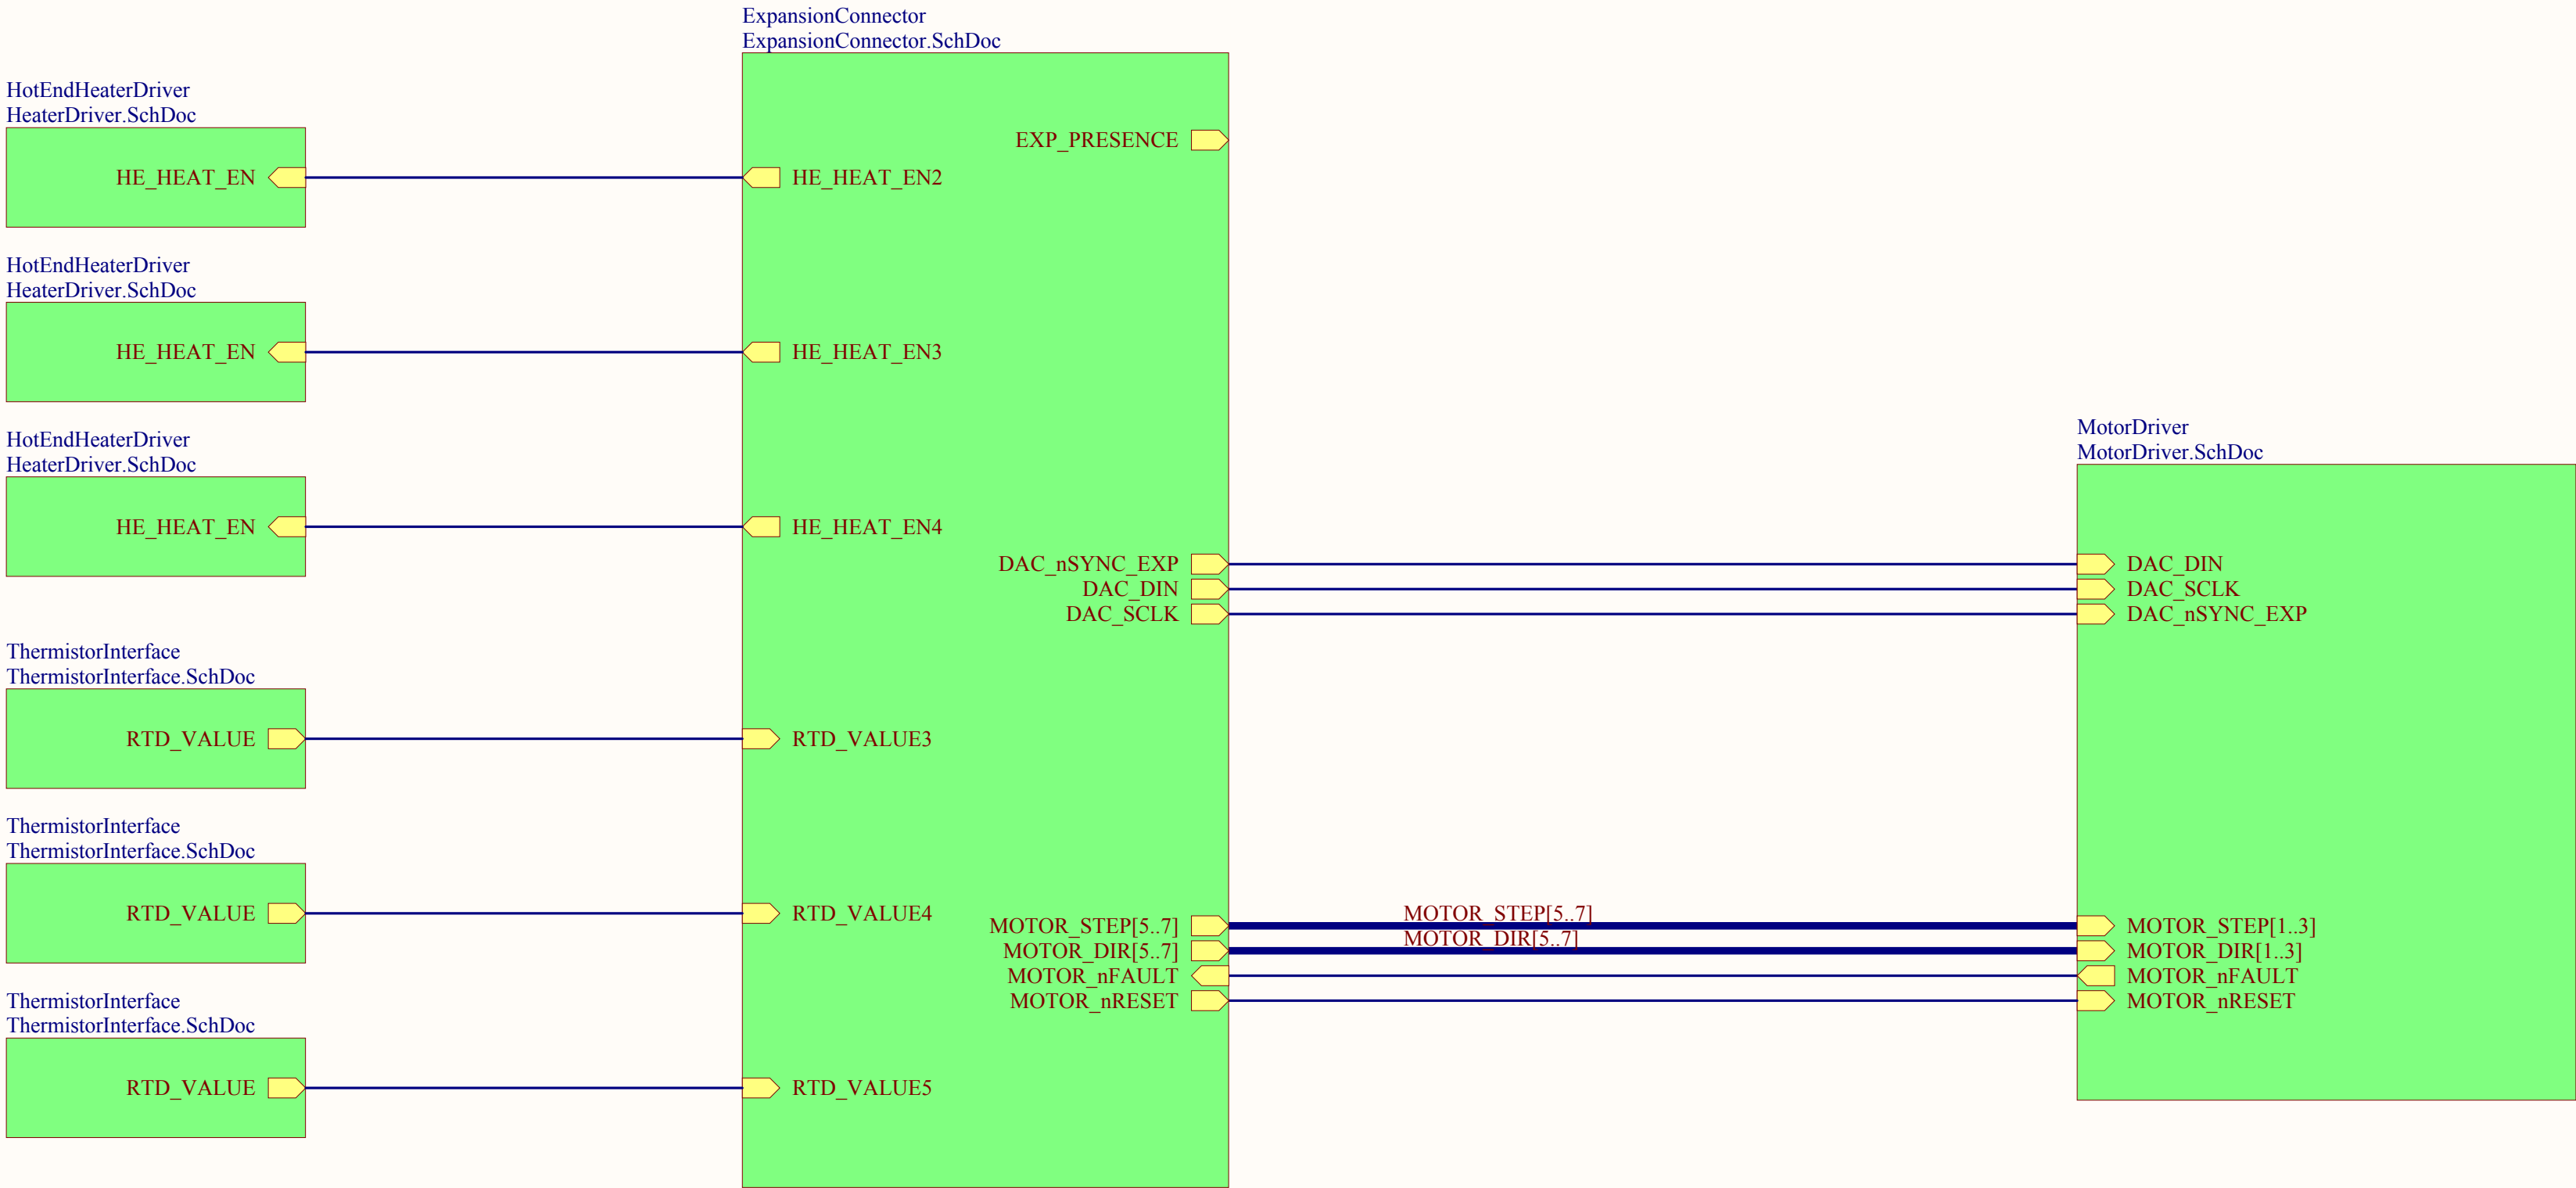 ExpansionConnector
ExpansionConnector.SchDoc
HotEndHeaterDriver
HeaterDriver.SchDoc
HE_HEAT_EN
HotEndHeaterDriver
HeaterDriver.SchDoc
HE_HEAT_EN
HotEndHeaterDriver
HeaterDriver.SchDoc
HE_HEAT_EN
ThermistorInterface
ThermistorInterface.SchDoc
RTD_VALUE
ThermistorInterface
ThermistorInterface.SchDoc
RTD_VALUE
ThermistorInterface
ThermistorInterface.SchDoc
RTD_VALUE
EXP_PRESENCE
HE_HEAT_EN2
HE_HEAT_EN3
HE_HEAT_EN4
DAC_nSYNC_EXP
DAC_DIN
DAC_SCLK
RTD_VALUE3
RTD_VALUE4
MOTOR_STEP[5..7]
MOTOR_DIR[5..7]
MOTOR_nFAULT
MOTOR_nRESET
RTD_VALUE5
MOTOR_STEP[5..7]
MOTOR_DIR[5..7]
MotorDriver
MotorDriver.SchDoc
DAC_DIN
DAC_SCLK
DAC_nSYNC_EXP
MOTOR_STEP[1..3]
MOTOR_DIR[1..3]
MOTOR_nFAULT
MOTOR_nRESET